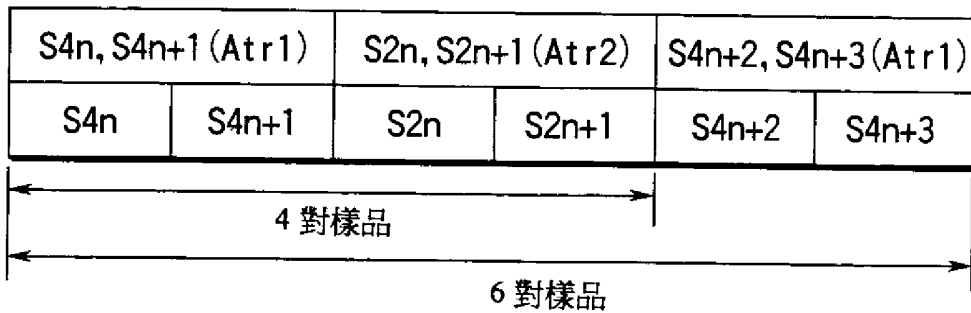 S4n, S4n+1(Atr1) S2n, S2n+1(Atr2) S4n+2, S4n+3(Atr1)
S4n S4n+1 S2n S2n+1 S4n+2 S4n+3
4 對樣品
6 對樣品